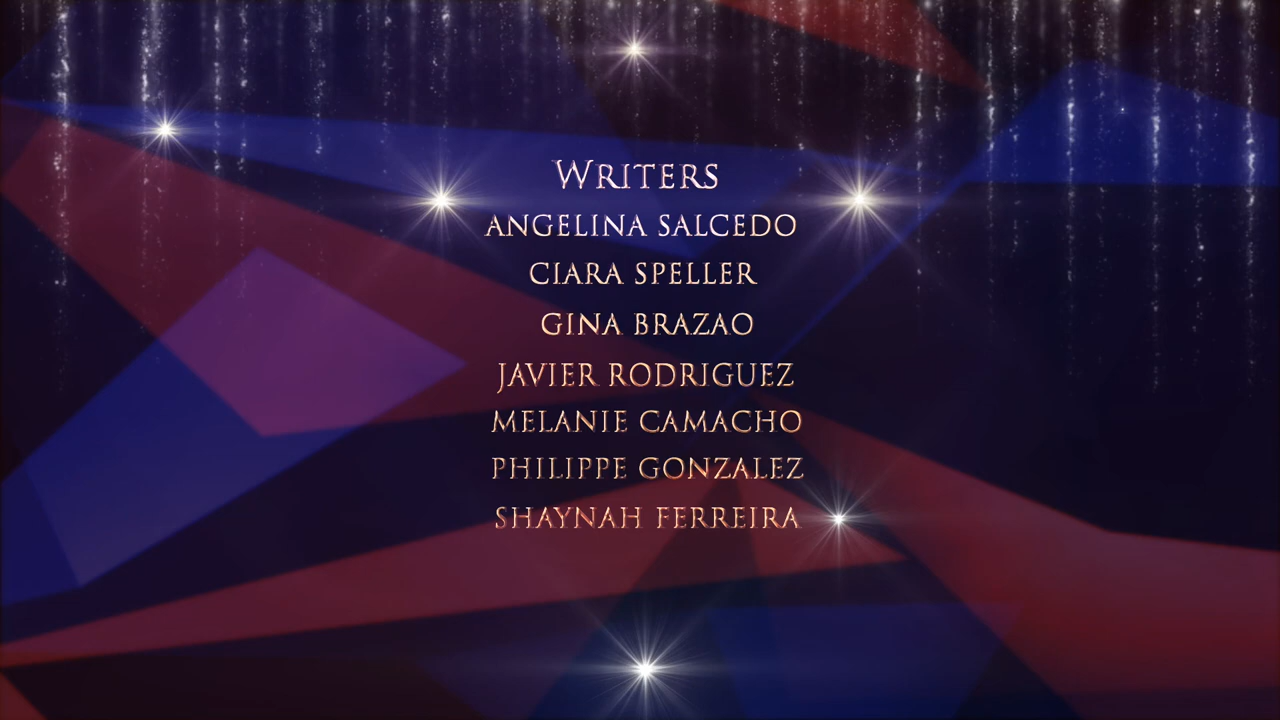 Writers
ANGELINA SALCEDO
CIARA SPELLER
GINA BRAZAO
JAVIER RODRIGUEZ
MELANIE CAMACHO
PHILIPPE GONZALEZ
SHAYNAH FERREIRA